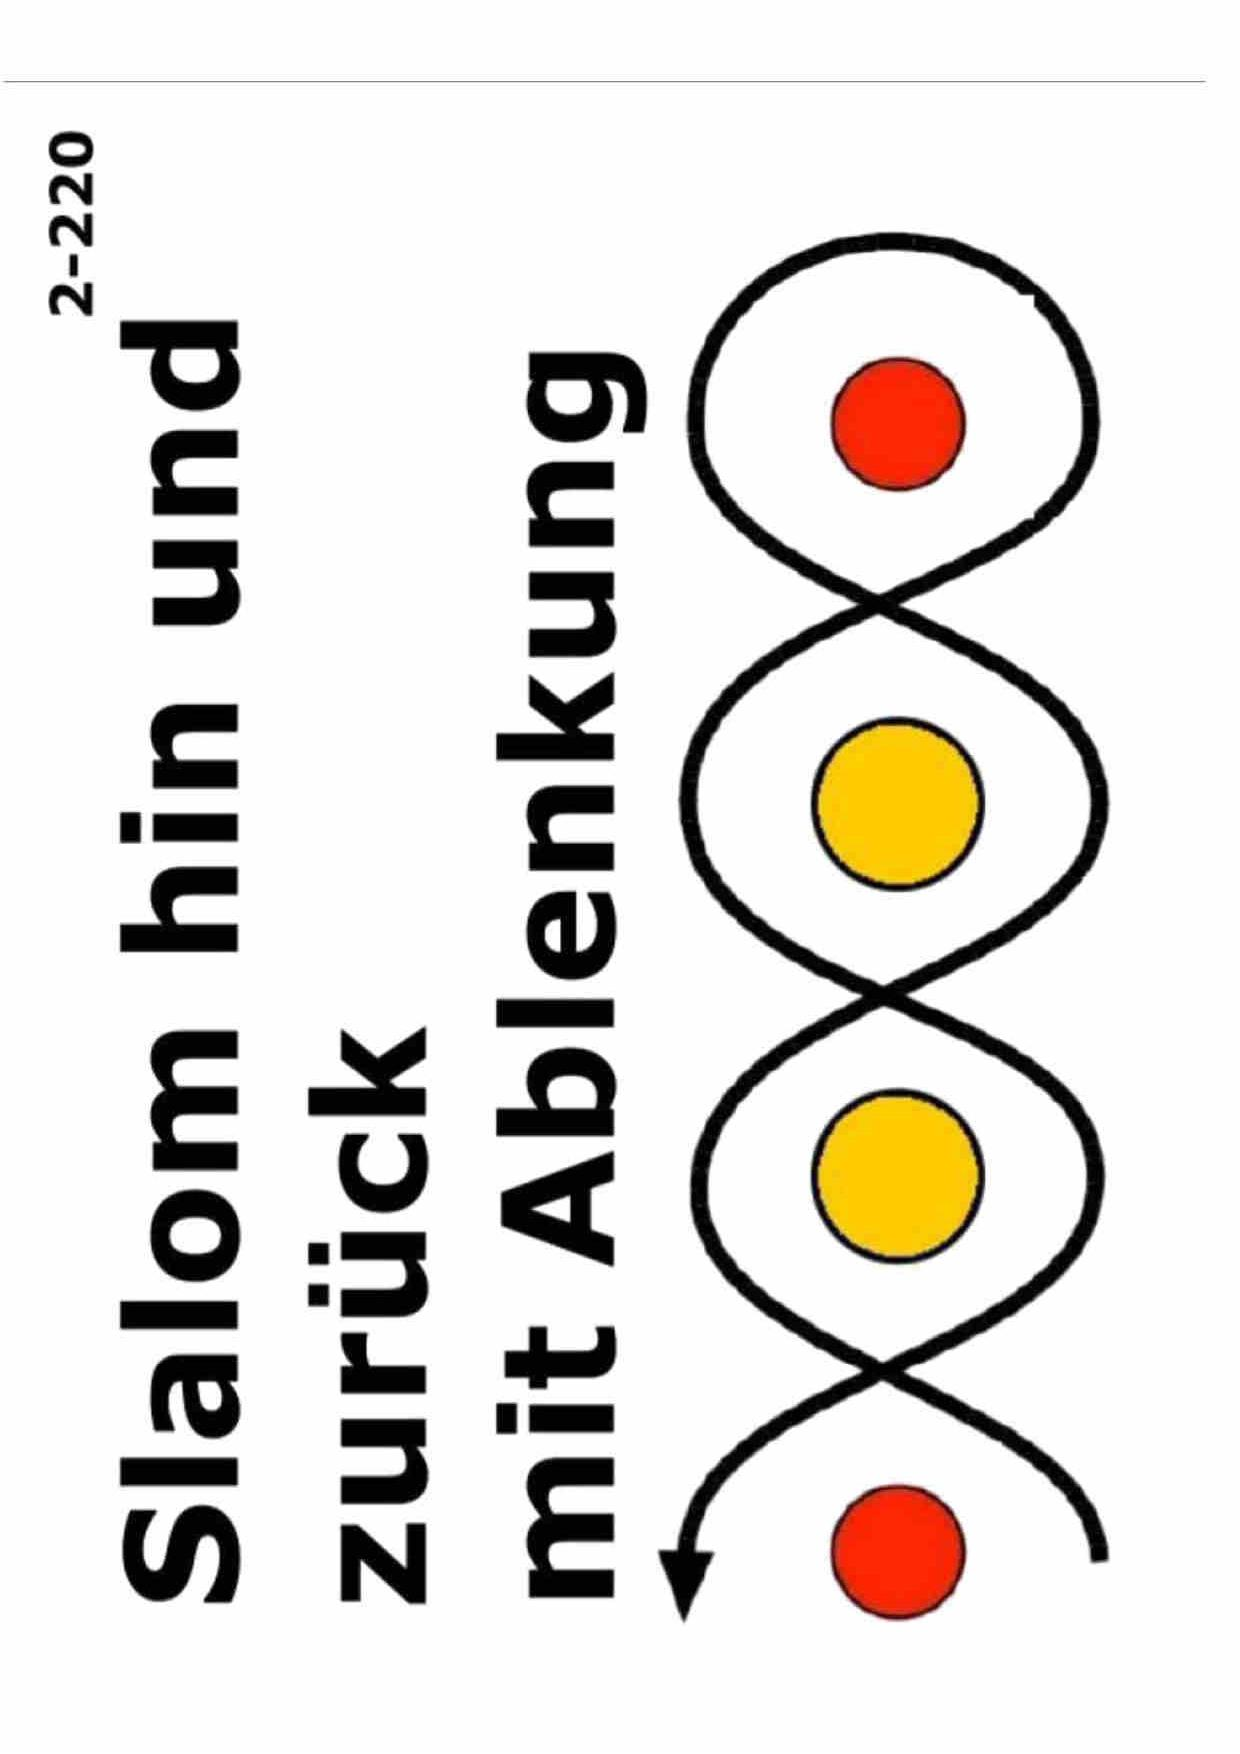 2-220
Slalom hin und
zurück
mit Ablenkung